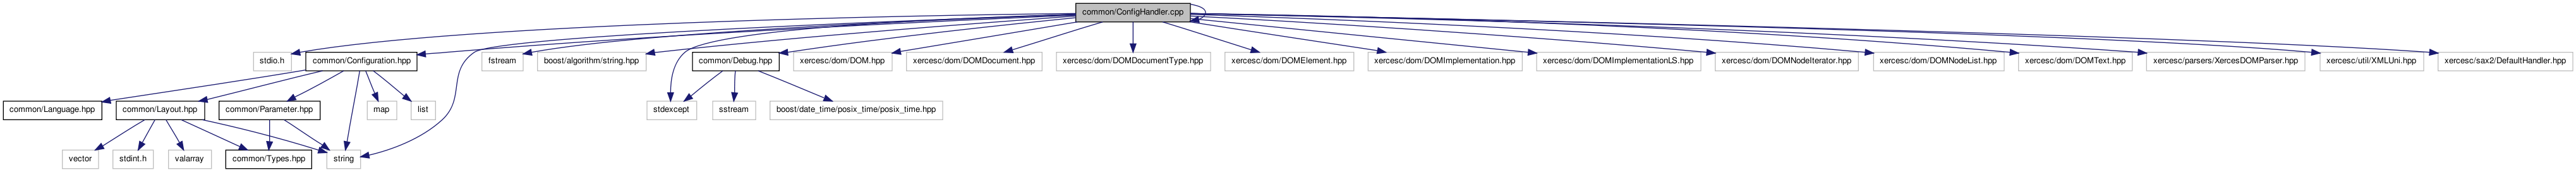 common/ConfigHandler.cpp
stdio.h
common/Configuration.hpp
fstream
boost/algorithm/string.hpp
common/Debug.hpp
xercesc/dom/DOM.hpp
xercesc/dom/DOMDocument.hpp
xercesc/dom/DOMDocumentType.hpp
xercesc/dom/DOMElement.hpp
xercesc/dom/DOMImplementation.hpp
xercesc/dom/DOMImplementationLS.hpp
xercesc/dom/DOMNodeIterator.hpp
xercesc/dom/DOMNodeList.hpp
xercesc/dom/DOMText.hpp
xercesc/parsers/XercesDOMParser.hpp
xercesc/util/XMLUni.hpp
xercesc/sax2/DefaultHandler.hpp
common/Language.hpp
common/Layout.hpp
common/Parameter.hpp
map
list
stdexcept
sstream
boost/date_time/posix_time/posix_time.hpp
vector
stdint.h
valarray
common/Types.hpp
string